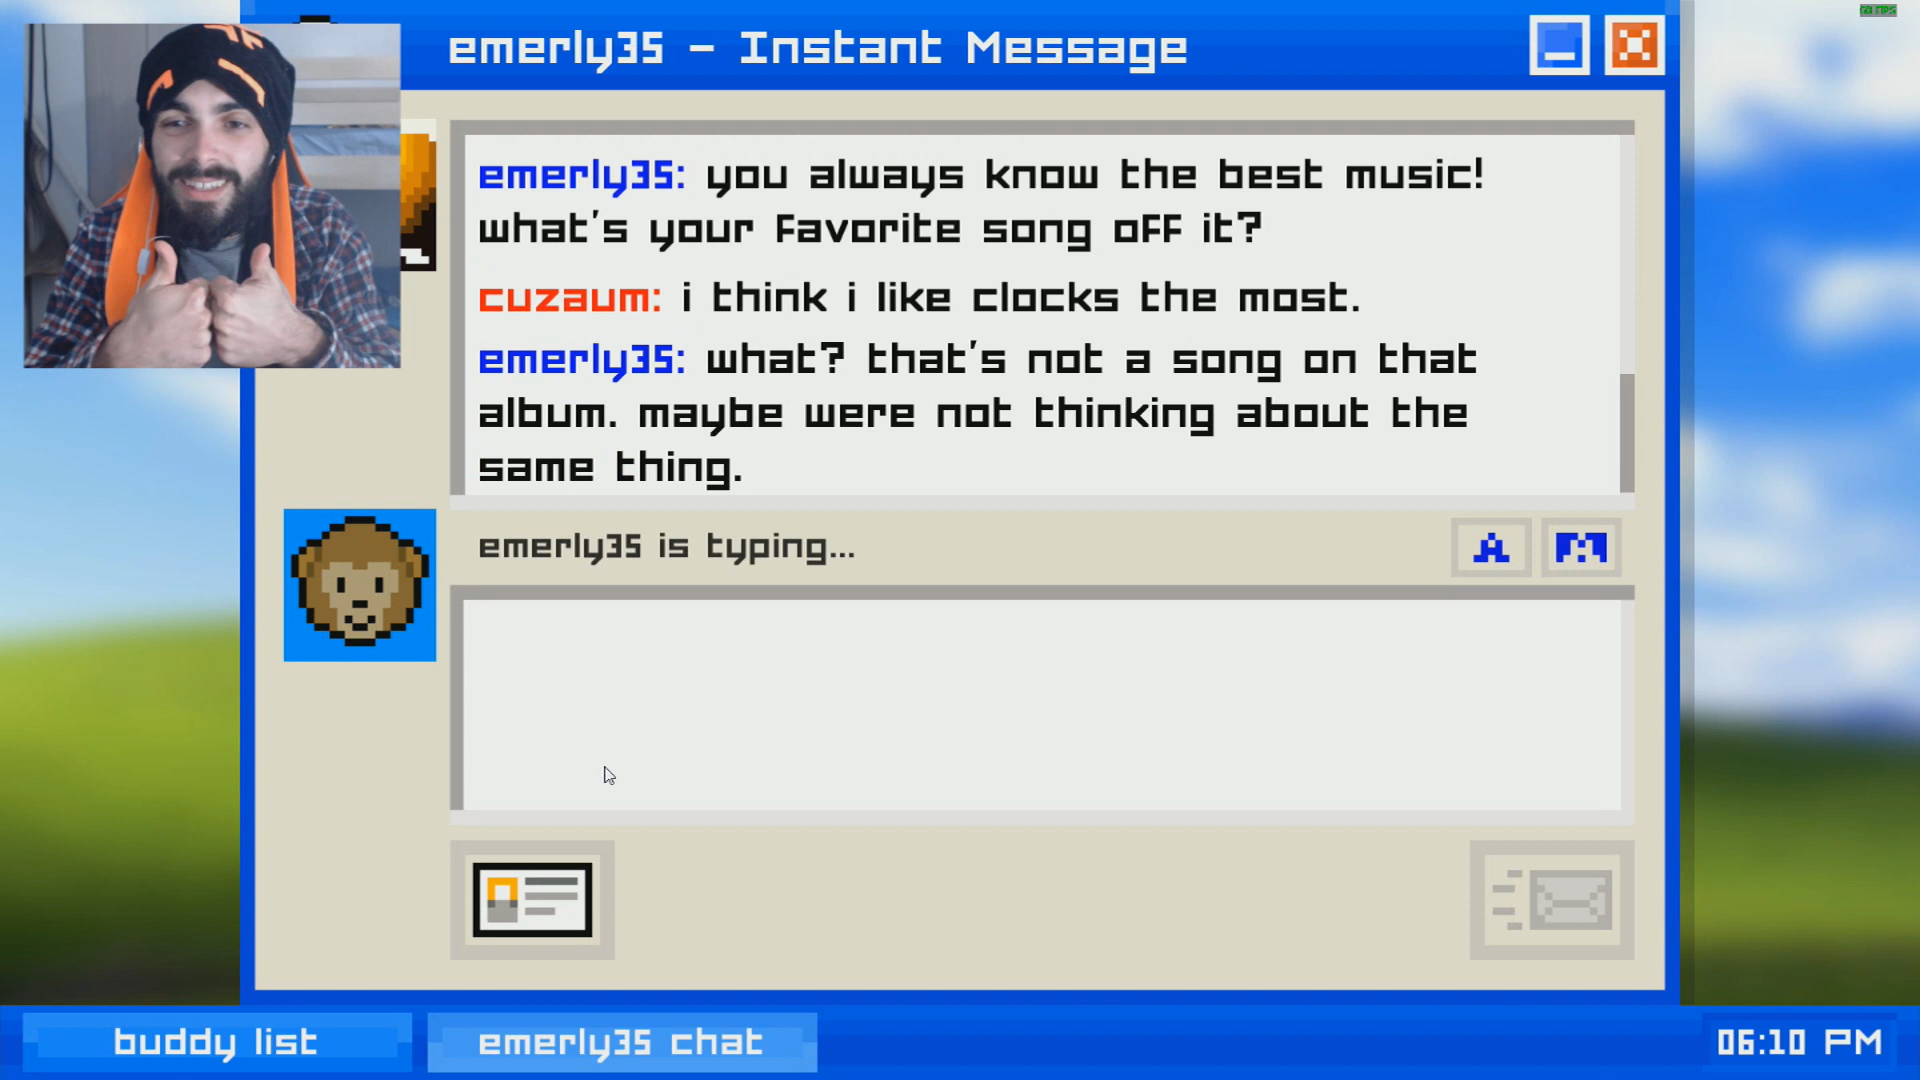 emerly35 - Instant Message
emerly35: you always know the best music!
what's your favorite song off it?
cuzaum: i think i like clocks the most.
emerly35: what? that's not a song on that
album. maybe were not thinking about the
same thing.
emerly35 is typing...
A
buddy list
emerly35 chat
06:10 PM